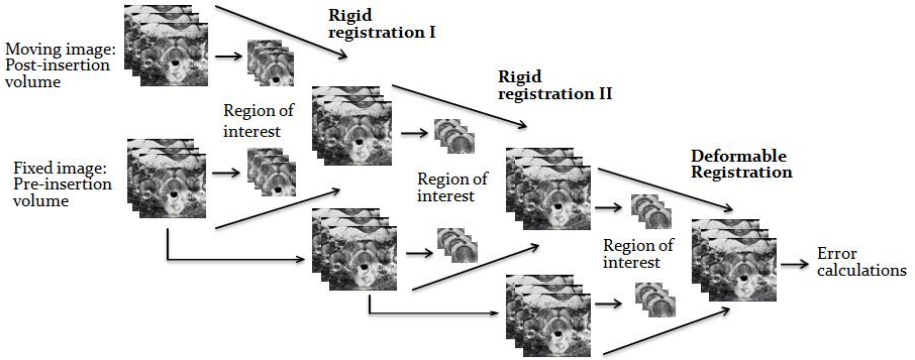 Moving image:
Post-insertion
volume
Rigid
registration I
Region of
interest
Fixed image:
Pre-insertion
volume
Rigid
registration II
Region of
interest
Deformable
Registration
Region of
interest
Error
calculations